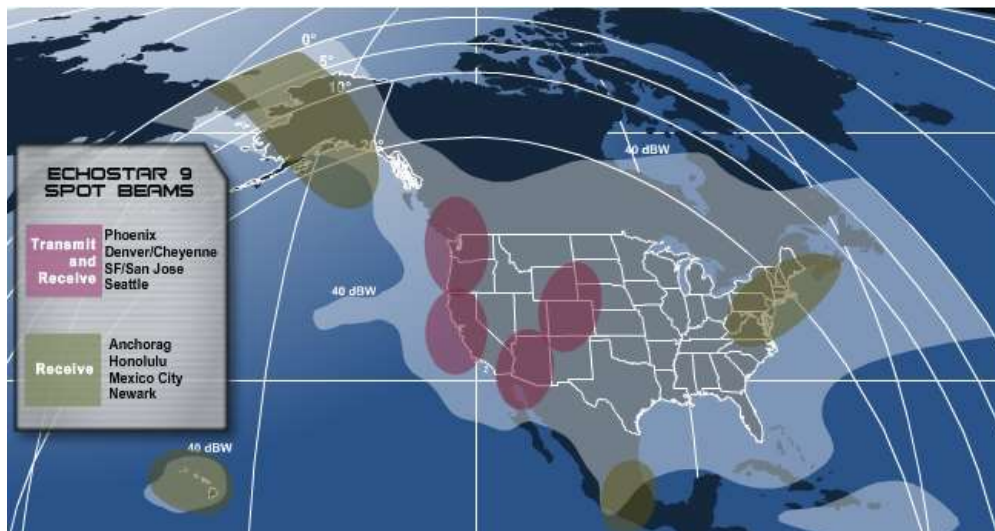 0°
5°
10°
20°
40 dBW
ECHOSTAR 9
SPOT BEAMS
Transmit
and
Receive
Phoenix
Denver/Cheyenne
SF/San Jose
Seattle
40 dBW
Receive
Anchorag
Honolulu
Mexico City
Newark
40 dBW